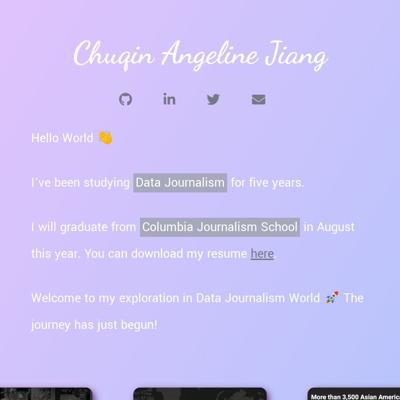 Chuqin Angeline Jiang
Hello World 👋
I've been studying Data Journalism for five years.
I will graduate from Columbia Journalism School in August
this year. You can download my resume here.
Welcome to my exploration in Data Journalism World 🚀 The
journey has just begun!
More than 3,500 Asian America